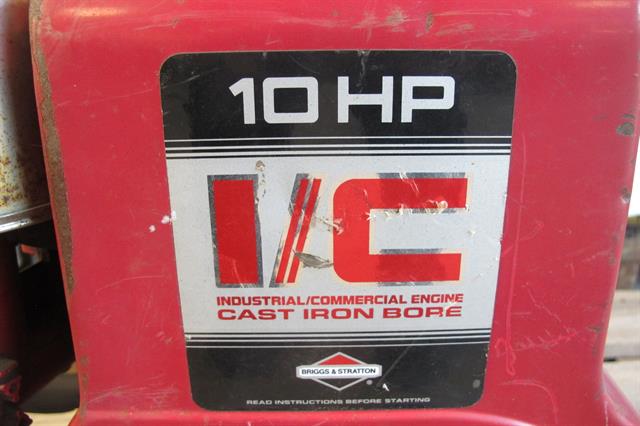 10 HP
I/C
INDUSTRIAL/COMMERCIAL ENGINE
CAST IRON BORE
BRIGGS & STRATTON
®
READ INSTRUCTIONS BEFORE STARTING